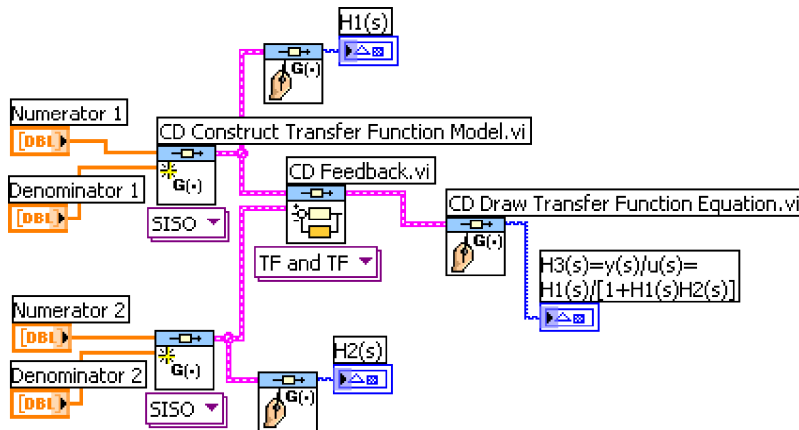 H1(s)
G(•)
Numerator 1
[DBL]
CD Construct Transfer Function Model.vi
G(•)
Denominator 1
[DBL]
SISO
CD Feedback.vi
TF and TF
CD Draw Transfer Function Equation.vi
G(•)
H3(s)=y(s)/u(s)=
H1(s)/[1+H1(s)H2(s)]
Numerator 2
[DBL]
G(•)
Denominator 2
[DBL]
SISO
H2(s)
G(•)